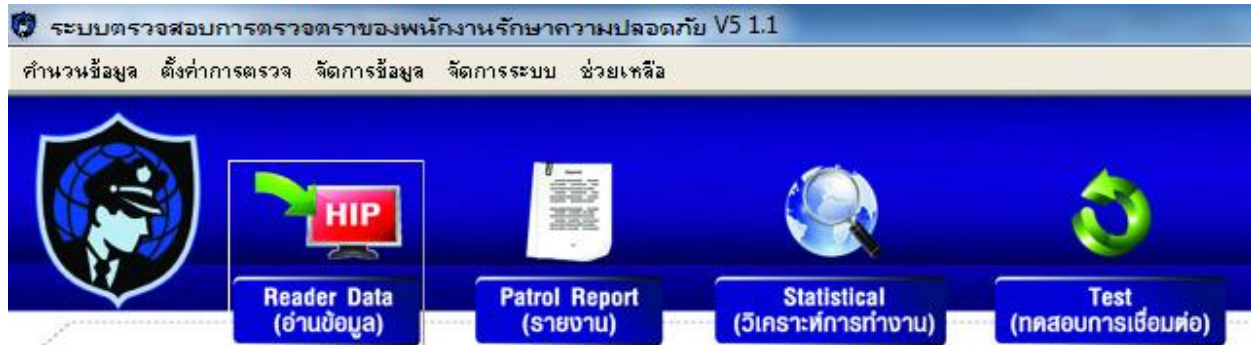 ระบบตรวจสอบการตรวจตราของพนักงานรักษาความปลอดภัย V5 1.1
คำนวนข้อมูล ตั้งค่าการตรวจ จัดการข้อมูล จัดการระบบ ช่วยเหลือ
HIP
Reader Data
(อ่านข้อมูล)
Patrol Report
(รายงาน)
Statistical
(วิเคราะห์การทำงาน)
Test
(ทดสอบการเชื่อมต่อ)